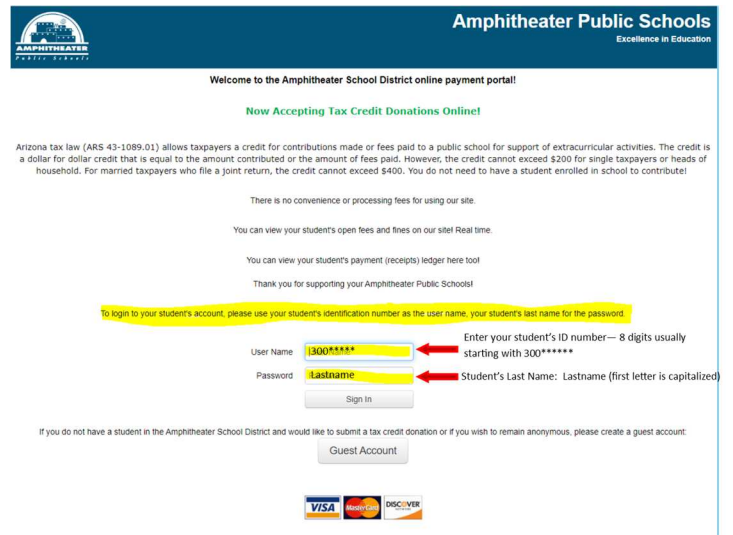 AMPHITHEATER
Public Schools
Amphitheater Public Schools
Excellence in Education
Welcome to the Amphitheater School District online payment portal!
Now Accepting Tax Credit Donations Online!
Arizona tax law (ARS 43-1089.01) allows taxpayers a credit for contributions made or fees paid to a public school for support of extracurricular activities. The credit is
a dollar for dollar credit that is equal to the amount contributed or the amount of fees paid. However, the credit cannot exceed $200 for single taxpayers or heads of
household. For married taxpayers who file a joint return, the credit cannot exceed $400. You do not need to have a student enrolled in school to contribute!
There is no convenience or processing fees for using our site.
You can view your student's open fees and fines on our site! Real time.
You can view your student's payment (receipts) ledger here too!
Thank you for supporting your Amphitheater Public Schools!
To login to your student's account, please use your student's identification number as the user name, your student's last name for the password.
User Name
300*****
Enter your student's ID number— 8 digits usually
starting with 300******
Password
Lastname
Student's Last Name: Lastname (first letter is capitalized)
Sign In
If you do not have a student in the Amphitheater School District and would like to submit a tax credit donation or if you wish to remain anonymous, please create a guest account:
Guest Account
VISA
MasterCard
DISCOVER